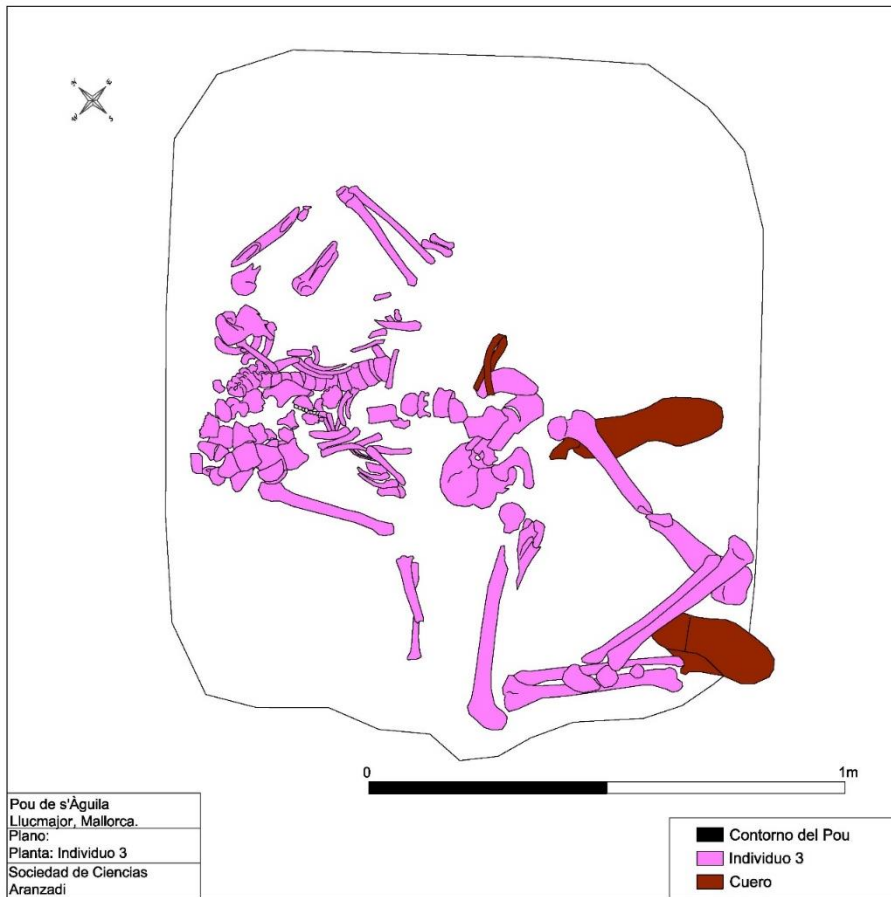 0
1m
Pou de s'Àguila
Llucmajor, Mallorca.
Plano:
Planta: Individuo 3
Sociedad de Ciencias
Aranzadi
Contorno del Pou
Individuo 3
Cuero